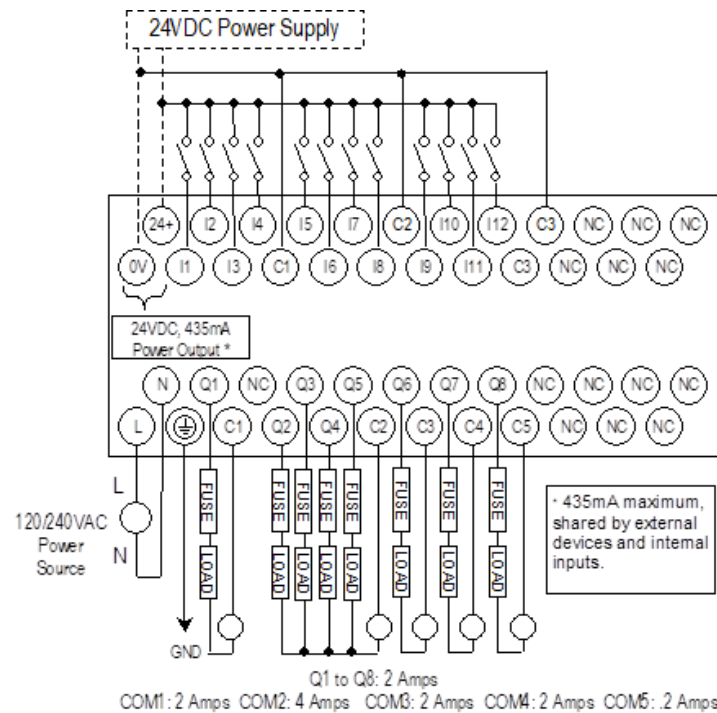 24VDC Power Supply
24+ I2 I4 I5 I7 C2 I10 I12 C3 NC NC NC
0V I1 I3 C1 I6 I8 I9 I11 C3 NC NC NC
24VDC, 435mA
Power Output *
N Q1 NC Q3 Q5 Q6 Q7 Q8 NC NC NC NC
L C1 Q2 Q4 C2 C3 C4 C5 NC NC NC
L
120/240VAC
Power
Source
N
FUSE FUSE FUSE FUSE FUSE FUSE FUSE FUSE
LOAD LOAD LOAD LOAD LOAD LOAD LOAD LOAD
* 435mA maximum,
shared by external
devices and internal
inputs.
GND
Q1 to Q8: 2 Amps
COM1: 2 Amps COM2: 4 Amps COM3: 2 Amps COM4: 2 Amps COM5: .2 Amps